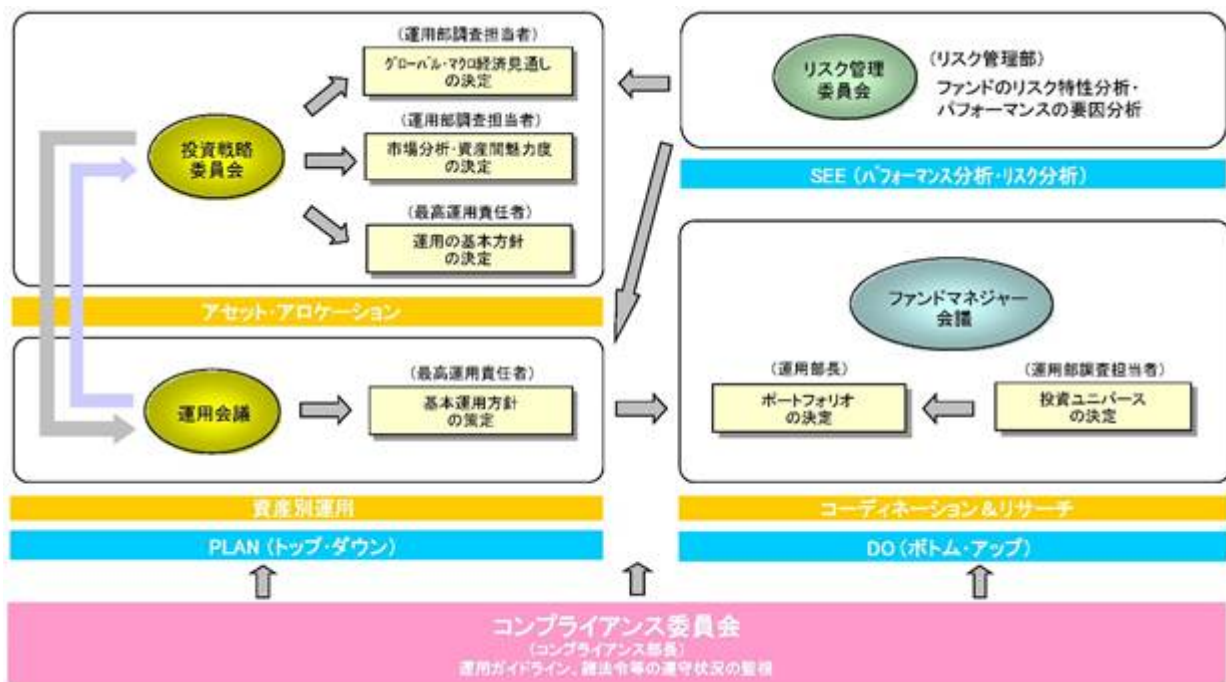 (運用部調査担当者)
グローバル・マクロ経済見通し
の決定
(運用部調査担当者)
市場分析・資産間魅力度
の決定
(最高運用責任者)
運用の基本方針
の決定
投資戦略
委員会
アセット・アロケーション
運用会議
(最高運用責任者)
基本運用方針
の策定
資産別運用
PLAN (トップ・ダウン)
リスク管理
委員会
(リスク管理部)
ファンドのリスク特性分析・
パフォーマンスの要因分析
SEE (パフォーマンス分析・リスク分析)
ファンドマネジャー
会議
(運用部長)
ポートフォリオ
の決定
(運用部調査担当者)
投資ユニバース
の決定
コーディネーション&リサーチ
DO (ボトム・アップ)
コンプライアンス委員会
(コンプライアンス部長)
運用ガイドライン、諸法令等の遵守状況の監視